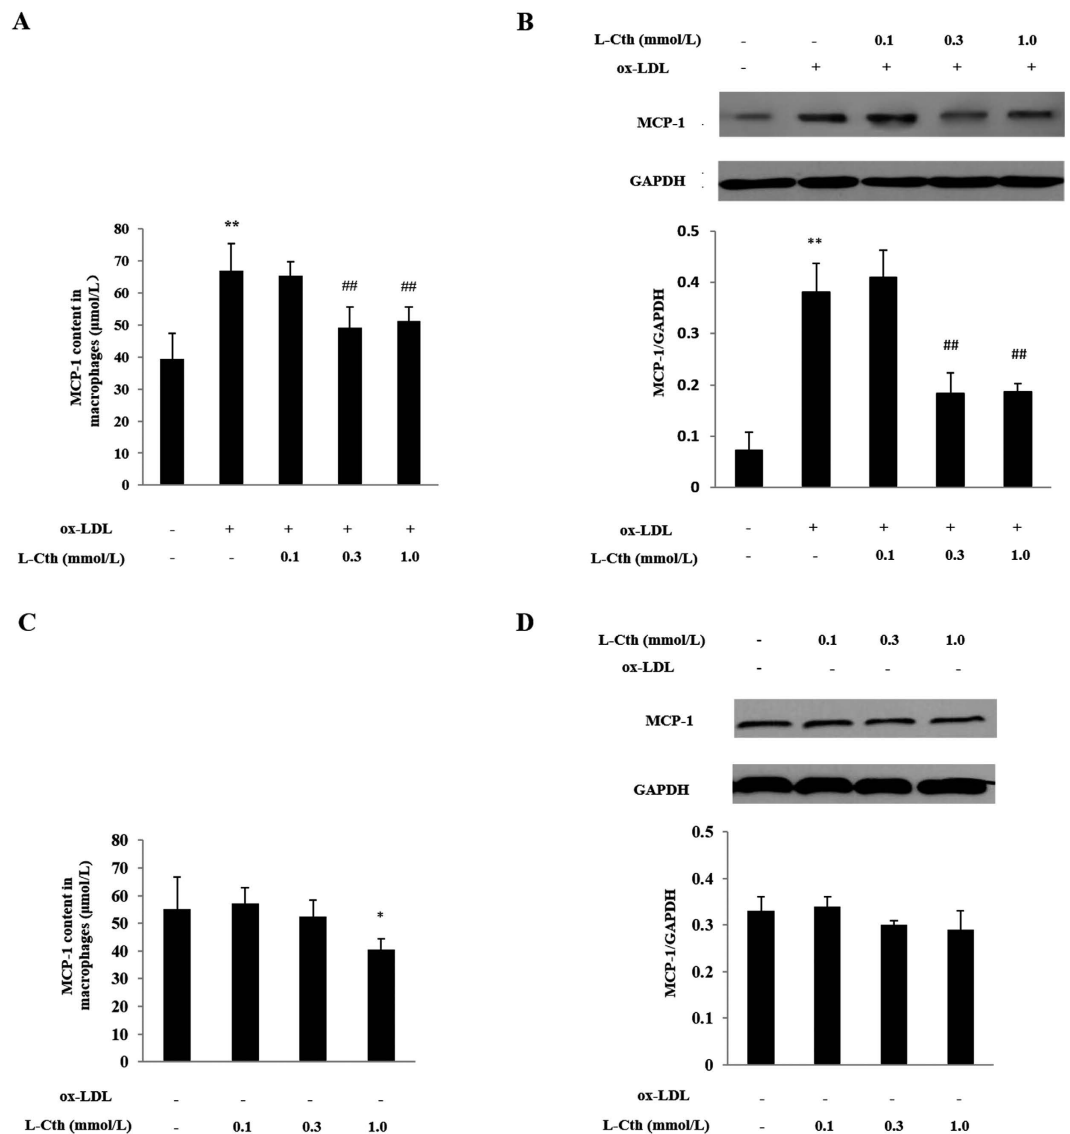 A
B
L-Cth (mmol/L) - - 0.1 0.3 1.0
ox-LDL - + + + +
MCP-1
GAPDH
80
70
60
50
40
30
20
10
0
MCP-1 content in
macrophages (μmol/L)
**
##
##
ox-LDL - + + + +
L-Cth (mmol/L) - - 0.1 0.3 1.0
0.5
0.4
0.3
0.2
0.1
0
MCP-1/GAPDH
**
##
##
ox-LDL - + + + +
L-Cth (mmol/L) - - 0.1 0.3 1.0
C
D
L-Cth (mmol/L) - 0.1 0.3 1.0
ox-LDL - - - -
MCP-1
GAPDH
80
70
60
50
40
30
20
10
0
MCP-1 content in
macrophages (μmol/L)
*
ox-LDL - - - -
L-Cth (mmol/L) - 0.1 0.3 1.0
0.5
0.4
0.3
0.2
0.1
0
MCP-1/GAPDH
ox-LDL - - - -
L-Cth (mmol/L) - 0.1 0.3 1.0